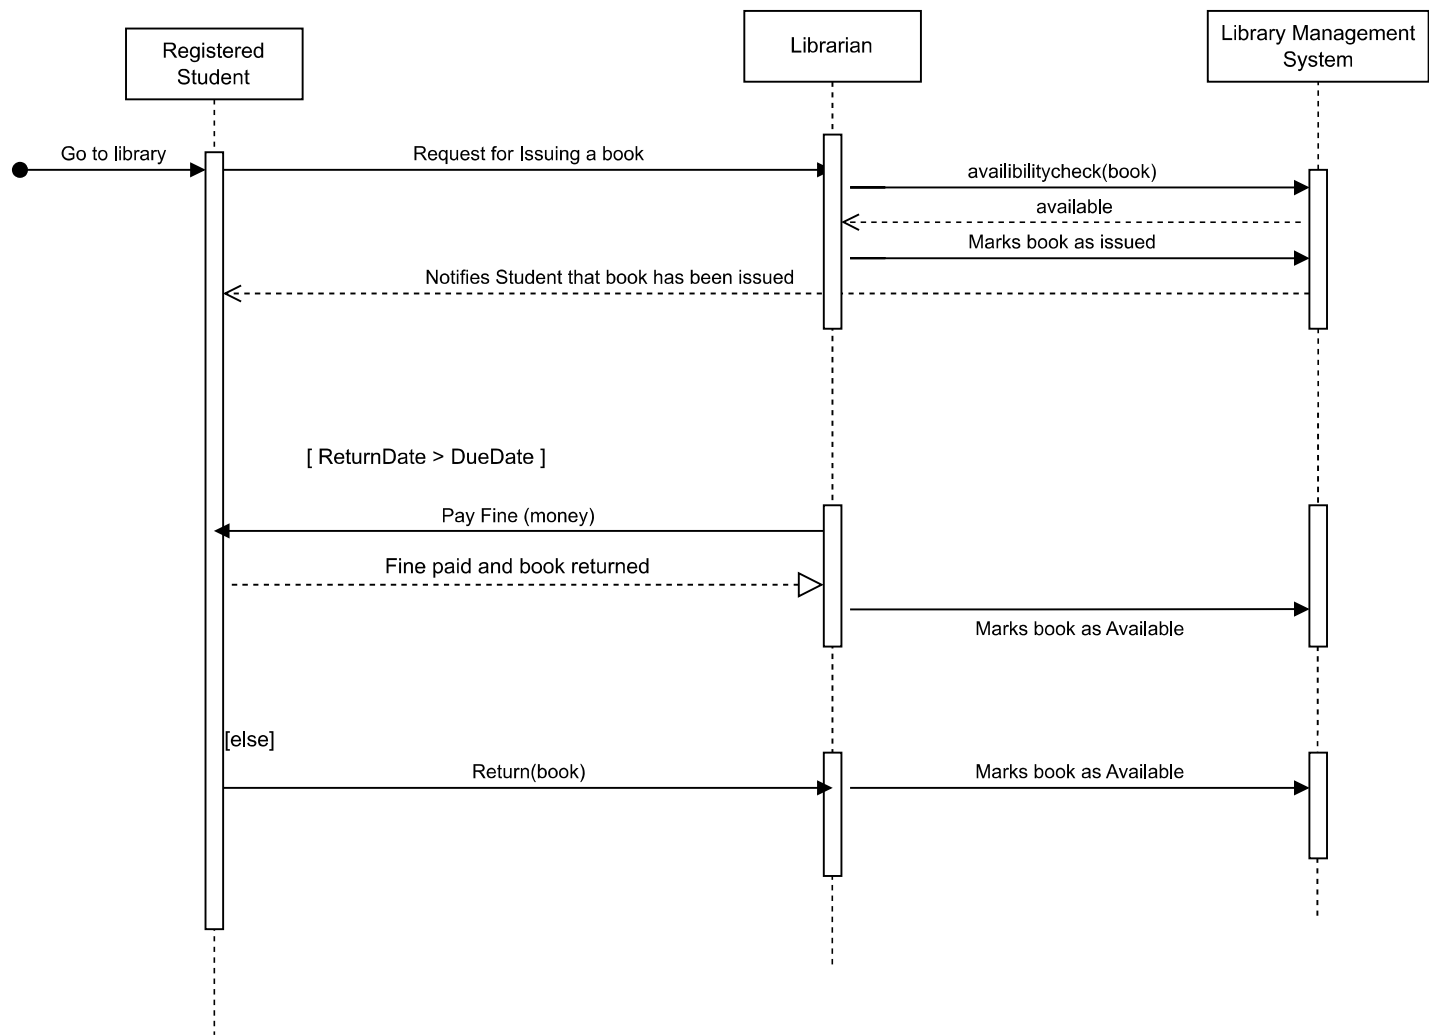 Registered
Student
Librarian
Library Management
System
Go to library
Request for Issuing a book
availibilitycheck(book)
available
Marks book as issued
Notifies Student that book has been issued
[ ReturnDate > DueDate ]
Pay Fine (money)
Fine paid and book returned
Marks book as Available
[else]
Return(book)
Marks book as Available